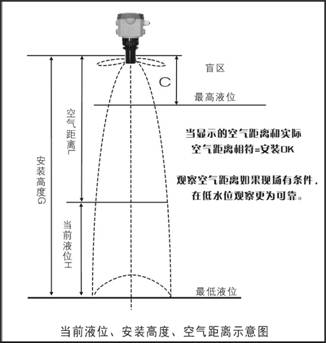 盲区
C
最高液位
空气距离L
安装高度G
当显示的空气距离和实际
空气距离相符=安装OK
观察空气距离如果现场有条件,
在低水位观察更为可靠。
当前液位H
最低液位
当前液位、安装高度、空气距离示意图